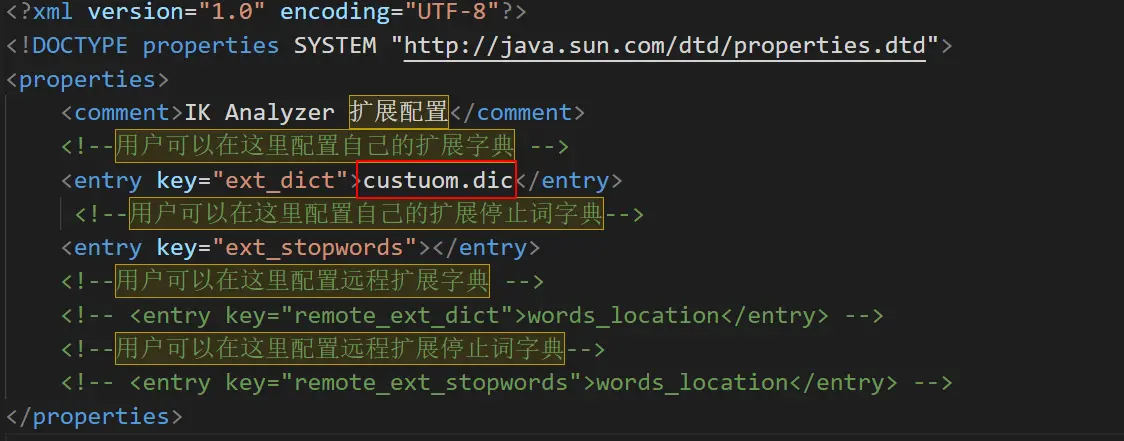 <?xml version="1.0" encoding="UTF-8"?>
<!DOCTYPE properties SYSTEM "http://java.sun.com/dtd/properties.dtd">
<properties>
<comment>IK Analyzer 扩展配置</comment>
<!--用户可以在这里配置自己的扩展字典 -->
<entry key="ext_dict">custuom.dic</entry>
<!--用户可以在这里配置自己的扩展停止词字典-->
<entry key="ext_stopwords"></entry>
<!--用户可以在这里配置远程扩展字典 -->
<!-- <entry key="remote_ext_dict">words_location</entry> -->
<!--用户可以在这里配置远程扩展停止词字典-->
<!-- <entry key="remote_ext_stopwords">words_location</entry> -->
</properties>